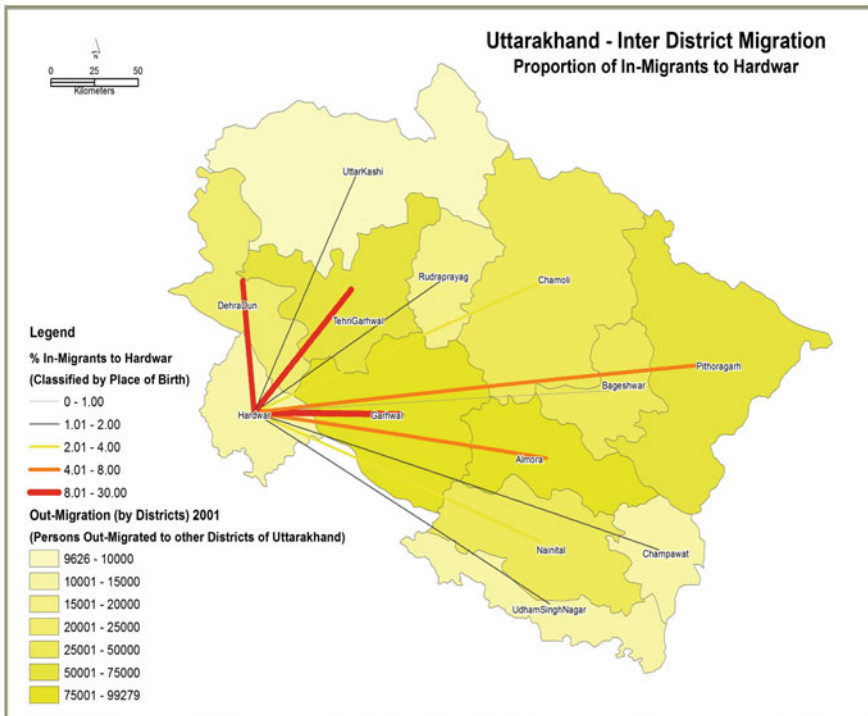 Uttarakhand - Inter District Migration
Proportion of In-Migrants to Hardwar
N
0 25 50
Kilometers
UttarKashi
Rudraprayag
Chamoli
DehraDun
TehriGarhwal
Pithoragarh
Bageshwar
Hardwar
Garhwal
Almora
Nainital
Champawat
UdhamSinghNagar
Legend
% In-Migrants to Hardwar
(Classified by Place of Birth)
0 - 1.00
1.01 - 2.00
2.01 - 4.00
4.01 - 8.00
8.01 - 30.00
Out-Migration (by Districts) 2001
(Persons Out-Migrated to other Districts of Uttarakhand)
9626 - 10000
10001 - 15000
15001 - 20000
20001 - 25000
25001 - 50000
50001 - 75000
75001 - 99279